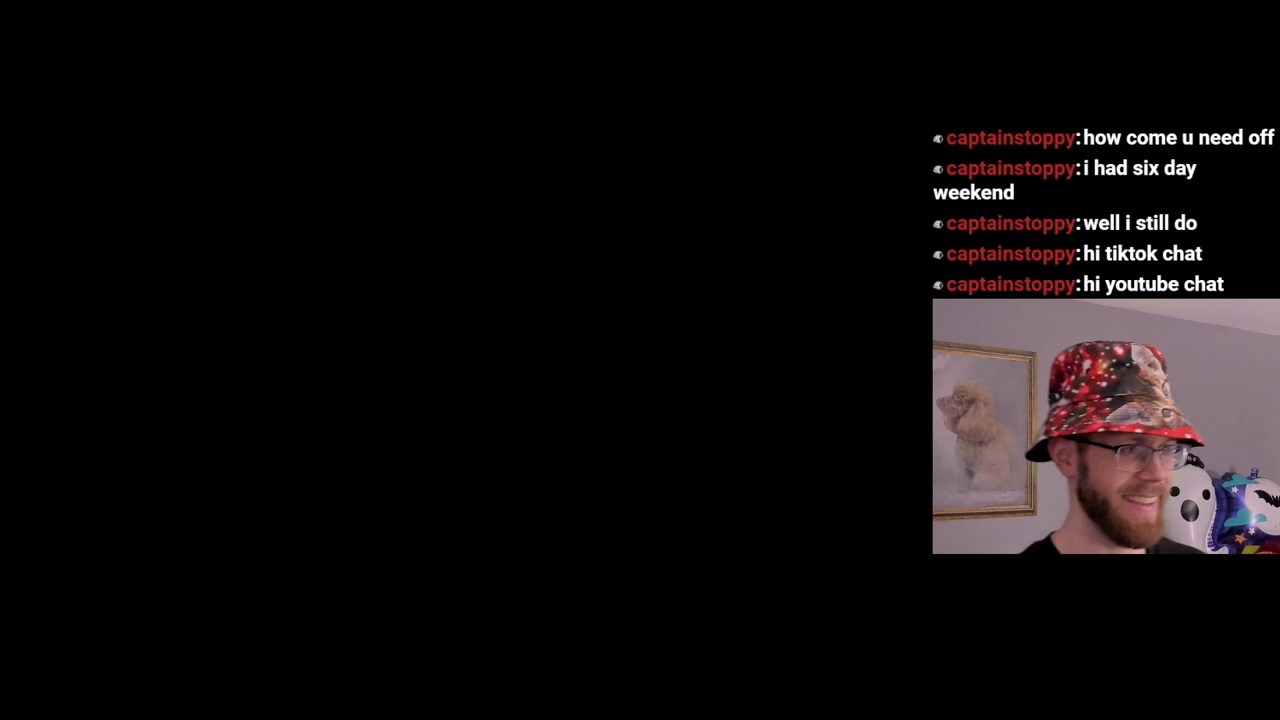 captainstoppy: how come u need off
captainstoppy: i had six day
weekend
captainstoppy: well i still do
captainstoppy: hi tiktok chat
captainstoppy: hi youtube chat